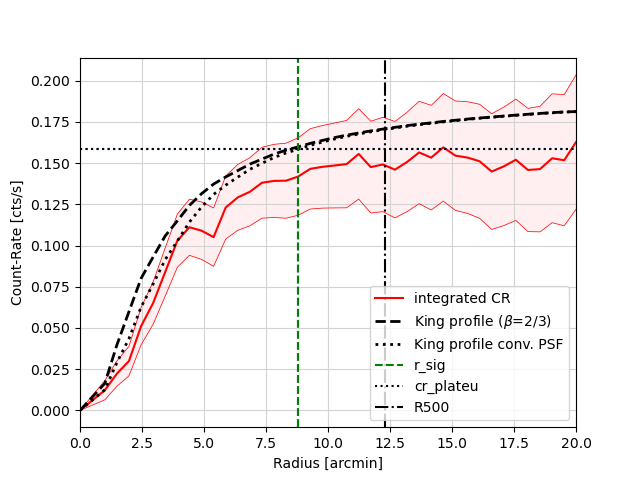 0.200
0.175
0.150
0.125
0.100
0.075
0.050
0.025
0.000
Count-Rate [cts/s]
integrated CR
King profile (β=2/3)
King profile conv. PSF
r_sig
cr_plateu
R500
0.0 2.5 5.0 7.5 10.0 12.5 15.0 17.5 20.0
Radius [arcmin]